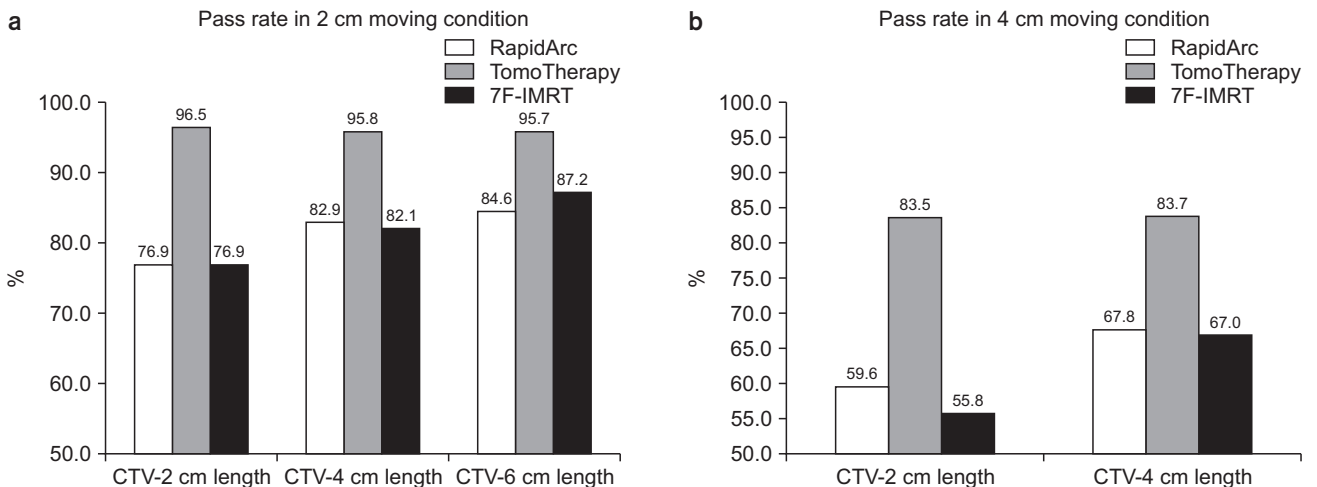 a
Pass rate in 2 cm moving condition
RapidArc
TomoTherapy
7F-IMRT
100.0
90.0
80.0
70.0
60.0
50.0
%
76.9
96.5
76.9
82.9
95.8
82.1
84.6
95.7
87.2
CTV-2 cm length
CTV-4 cm length
CTV-6 cm length
b
Pass rate in 4 cm moving condition
RapidArc
TomoTherapy
7F-IMRT
100.0
95.0
90.0
85.0
80.0
75.0
70.0
65.0
60.0
55.0
50.0
%
59.6
83.5
55.8
67.8
83.7
67.0
CTV-2 cm length
CTV-4 cm length